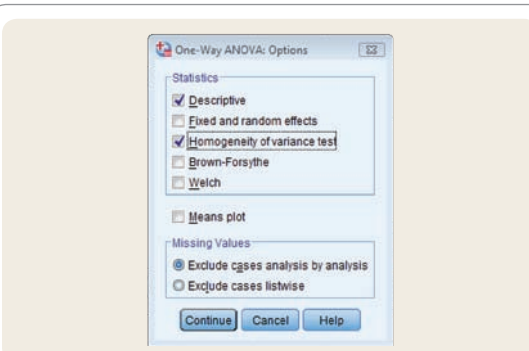 One-Way ANOVA: Options
Statistics
Descriptive
Fixed and random effects
Homogeneity of variance test
Brown-Forsythe
Welch
Means plot
Missing Values
Exclude cases analysis by analysis
Exclude cases listwise
Continue Cancel Help